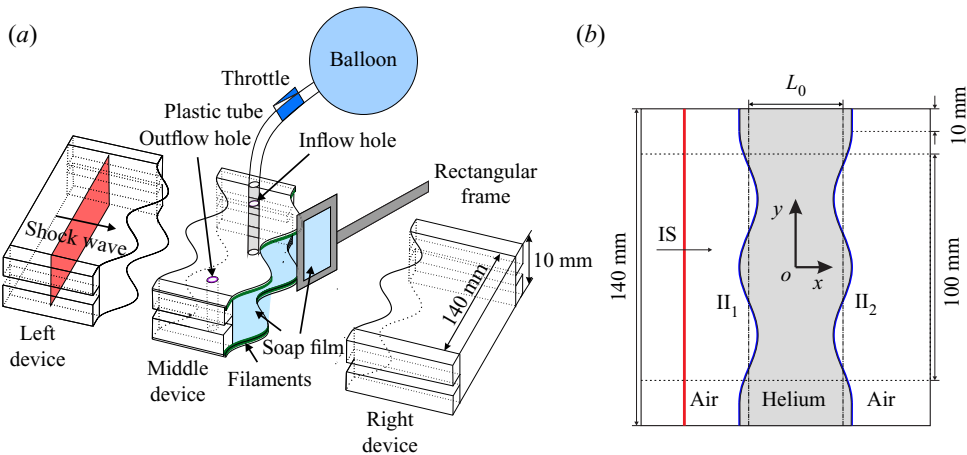 (a)
Balloon
Throttle
Plastic tube
Outflow hole
Inflow hole
Rectangular
frame
Shock wave
10 mm
140 mm
Left
device
Middle
device
Soap film
Filaments
Right
device
(b)
L₀
10 mm
IS
y
o
x
140 mm
100 mm
II₁
II₂
Air
Helium
Air